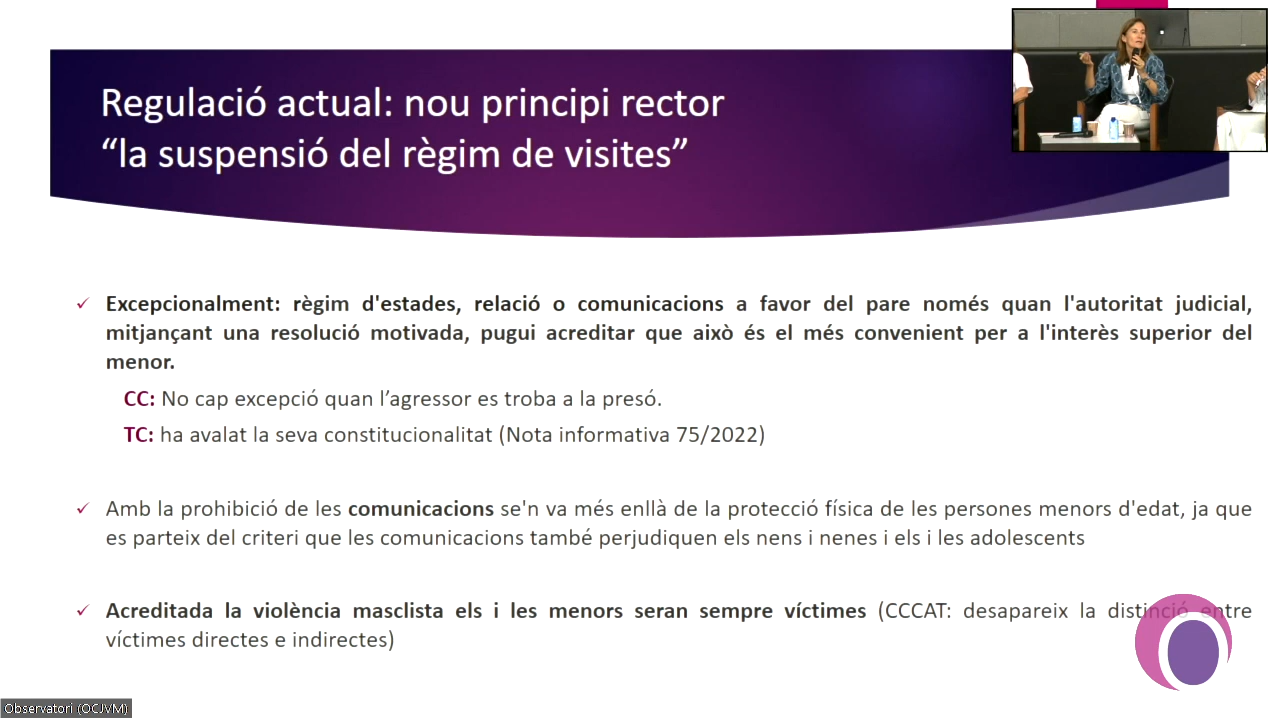 Regulació actual: nou principi rector
“la suspensió del règim de visites”
Excepcionalment: règim d'estades, relació o comunicacions a favor del pare només quan l'autoritat judicial,
mitjançant una resolució motivada, pugui acreditar que això és el més convenient per a l'interès superior del
menor.
CC: No cap excepció quan l’agressor es troba a la presó.
TC: ha avalat la seva constitucionalitat (Nota informativa 75/2022)
Amb la prohibició de les comunicacions se'n va més enllà de la protecció física de les persones menors d'edat, ja que
es parteix del criteri que les comunicacions també perjudiquen els nens i nenes i els i les adolescents
Acreditada la violència masclista els i les menors seran sempre víctimes (CCCAT: desapareix la distinció entre
víctimes directes e indirectes)
Observatori (OCJVM)